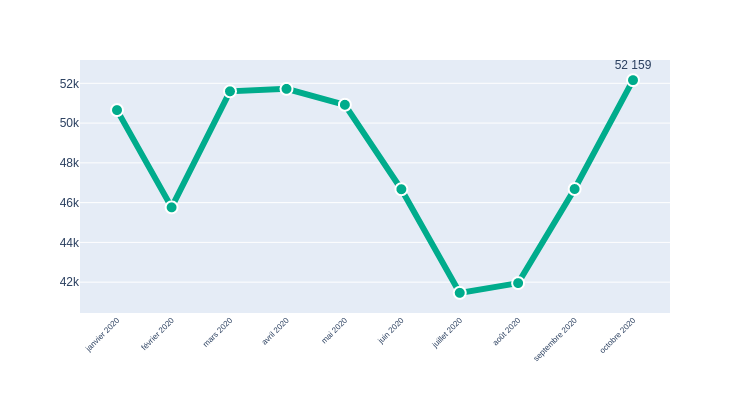 52 159
52k
50k
48k
46k
44k
42k
janvier 2020
février 2020
mars 2020
avril 2020
mai 2020
juin 2020
juillet 2020
août 2020
septembre 2020
octobre 2020